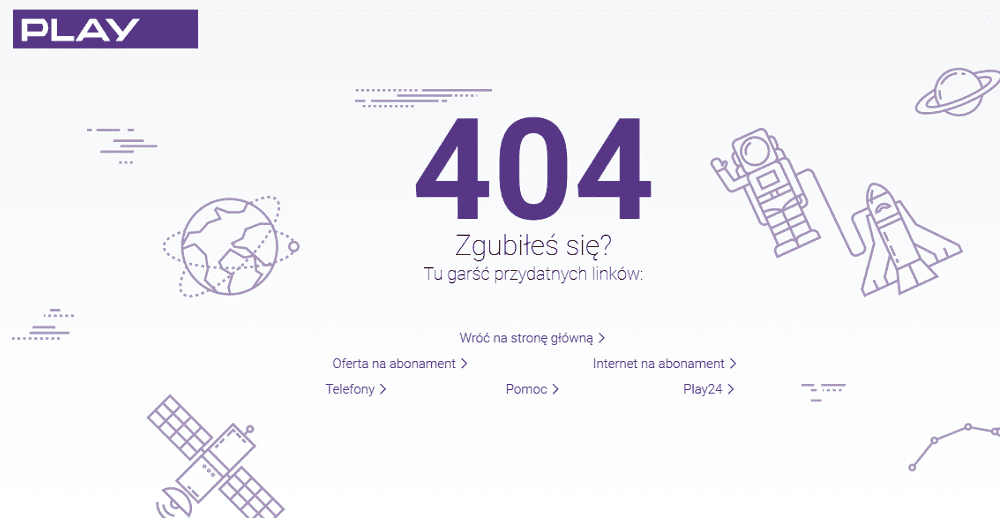 PLAY
404
Zgubiłeś się?
Tu garść przydatnych linków:
Wróć na stronę główną
Oferta na abonament
Internet na abonament
Telefony
Pomoc
Play24